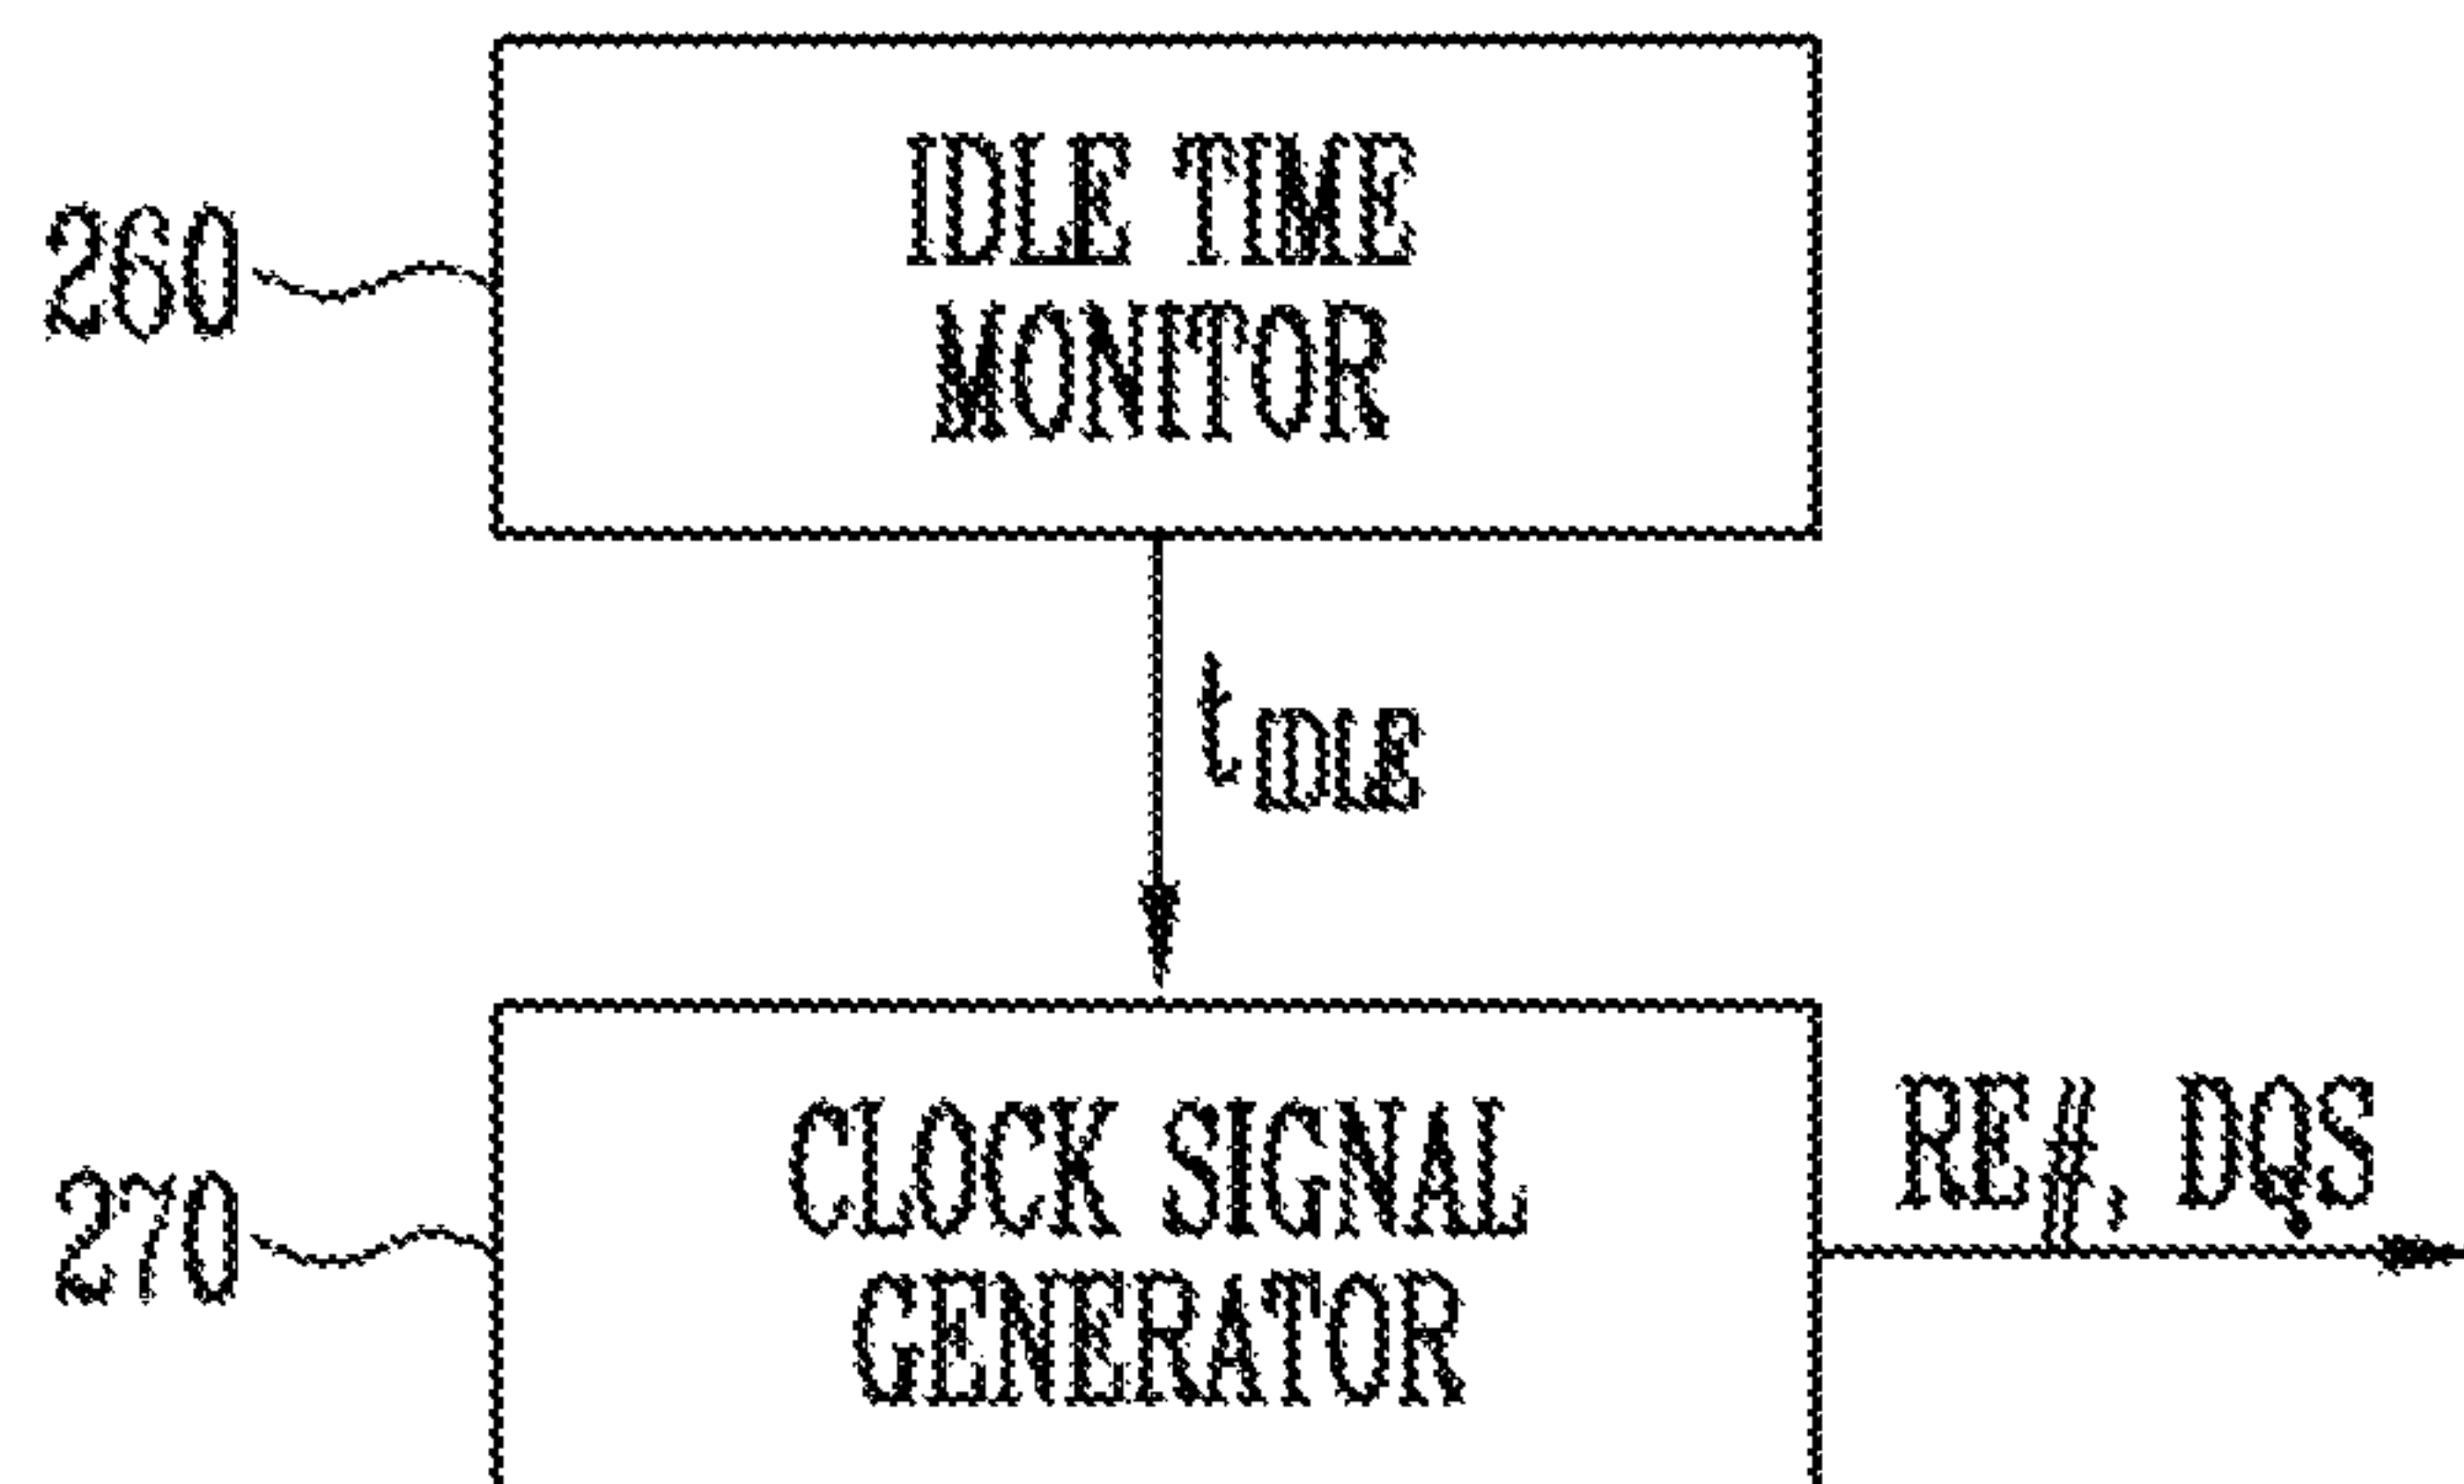 IDLE TIME
MONITOR
260
tIDLE
RE#, DQS
CLOCK SIGNAL
GENERATOR
270